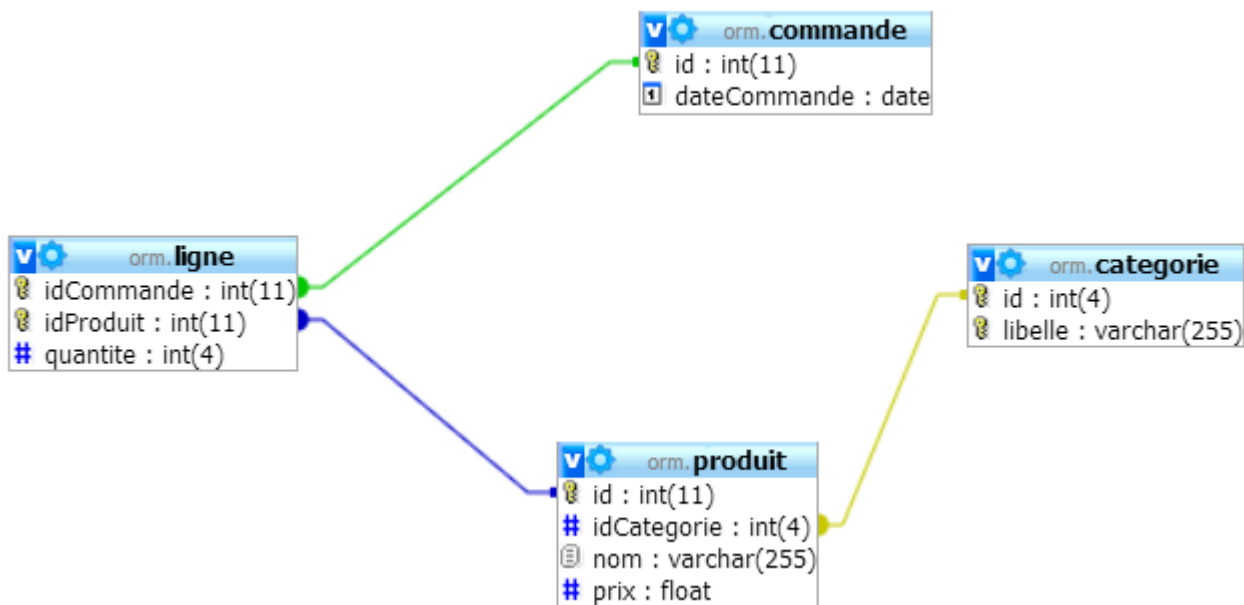 orm.commande
id : int(11)
dateCommande : date
orm.ligne
idCommande : int(11)
idProduit : int(11)
# quantite : int(4)
orm.categorie
id : int(4)
libelle : varchar(255)
orm.produit
id : int(11)
# idCategorie : int(4)
nom : varchar(255)
# prix : float